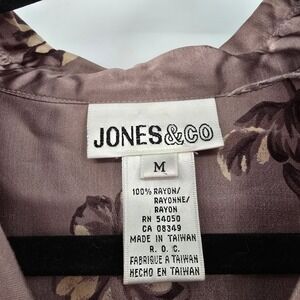 JONES&CO
M
100% RAYON/
RAYONNE/
RAYON
RN 54050
CA 08349
MADE IN TAIWAN
R. O. C.
FABRIQUE A TAIWAN
HECHO EN TAIWAN